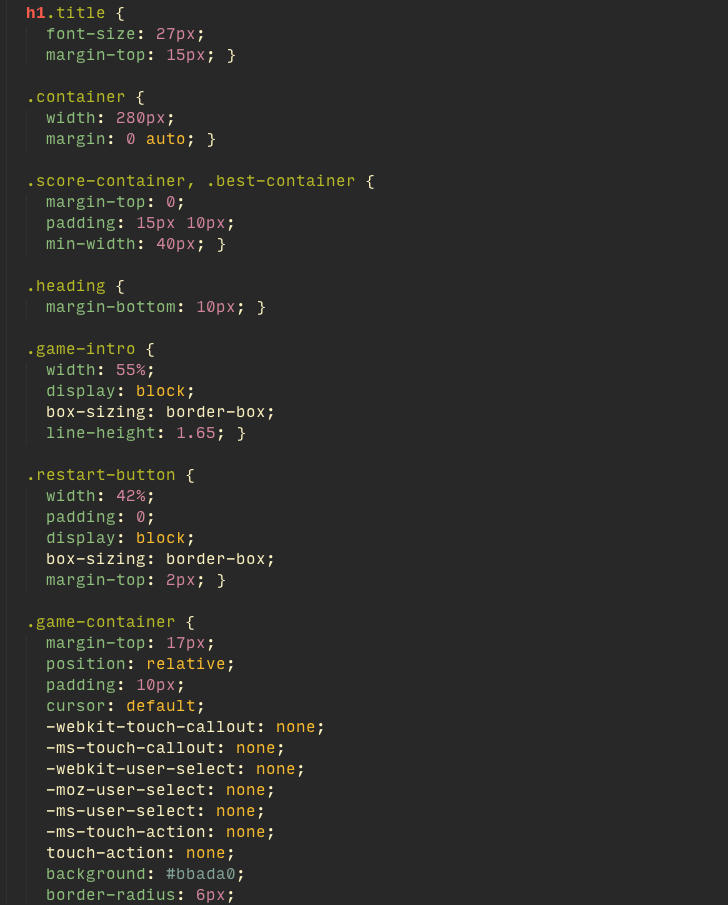 h1.title {
  font-size: 27px;
  margin-top: 15px; }

.container {
  width: 280px;
  margin: 0 auto; }

.score-container, .best-container {
  margin-top: 0;
  padding: 15px 10px;
  min-width: 40px; }

.heading {
  margin-bottom: 10px; }

.game-intro {
  width: 55%;
  display: block;
  box-sizing: border-box;
  line-height: 1.65; }

.restart-button {
  width: 42%;
  padding: 0;
  display: block;
  box-sizing: border-box;
  margin-top: 2px; }

.game-container {
  margin-top: 17px;
  position: relative;
  padding: 10px;
  cursor: default;
  -webkit-touch-callout: none;
  -ms-touch-callout: none;
  -webkit-user-select: none;
  -moz-user-select: none;
  -ms-user-select: none;
  -ms-touch-action: none;
  touch-action: none;
  background: #bbada0;
  border-radius: 6px;